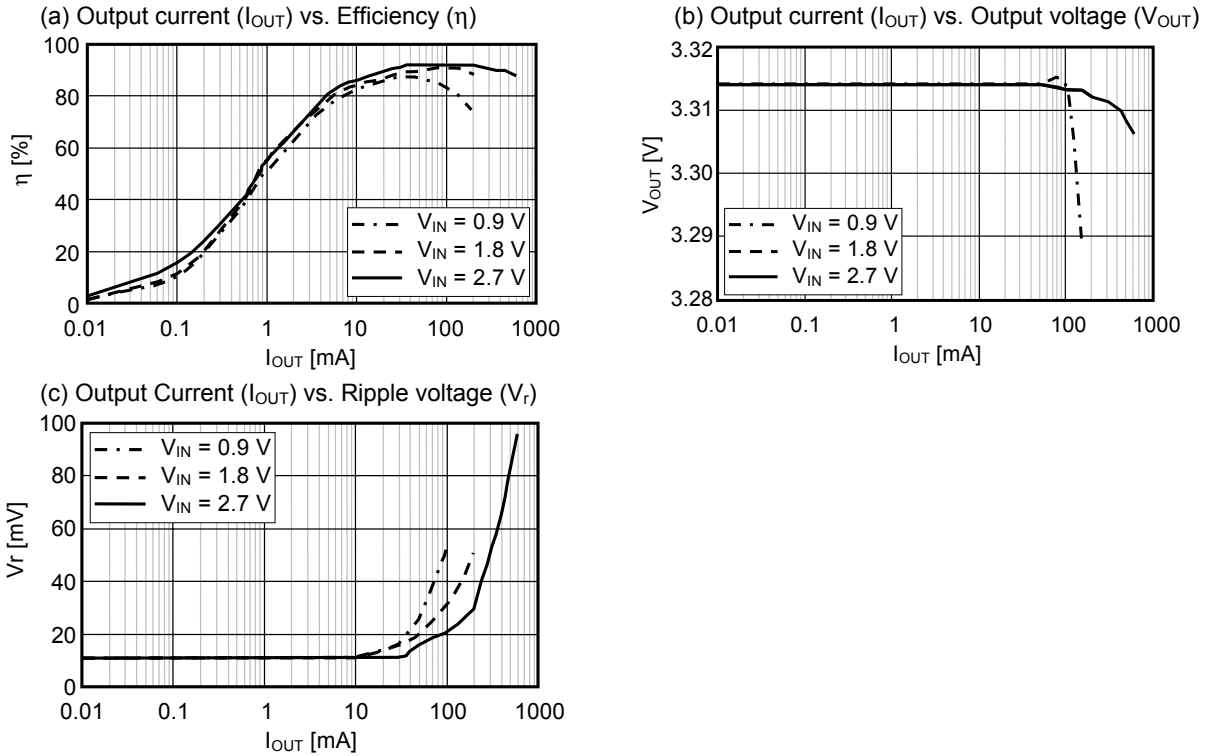 (a) Output current (IOUT) vs. Efficiency (η)
100
80
60
40
20
0
η [%]
VIN = 0.9 V
VIN = 1.8 V
VIN = 2.7 V
0.01 0.1 1 10 100 1000
IOUT [mA]
(b) Output current (IOUT) vs. Output voltage (VOUT)
3.32
3.31
3.30
3.29
3.28
VOUT [V]
VIN = 0.9 V
VIN = 1.8 V
VIN = 2.7 V
0.01 0.1 1 10 100 1000
IOUT [mA]
(c) Output Current (IOUT) vs. Ripple voltage (Vr)
100
80
60
40
20
0
Vr [mV]
VIN = 0.9 V
VIN = 1.8 V
VIN = 2.7 V
0.01 0.1 1 10 100 1000
IOUT [mA]